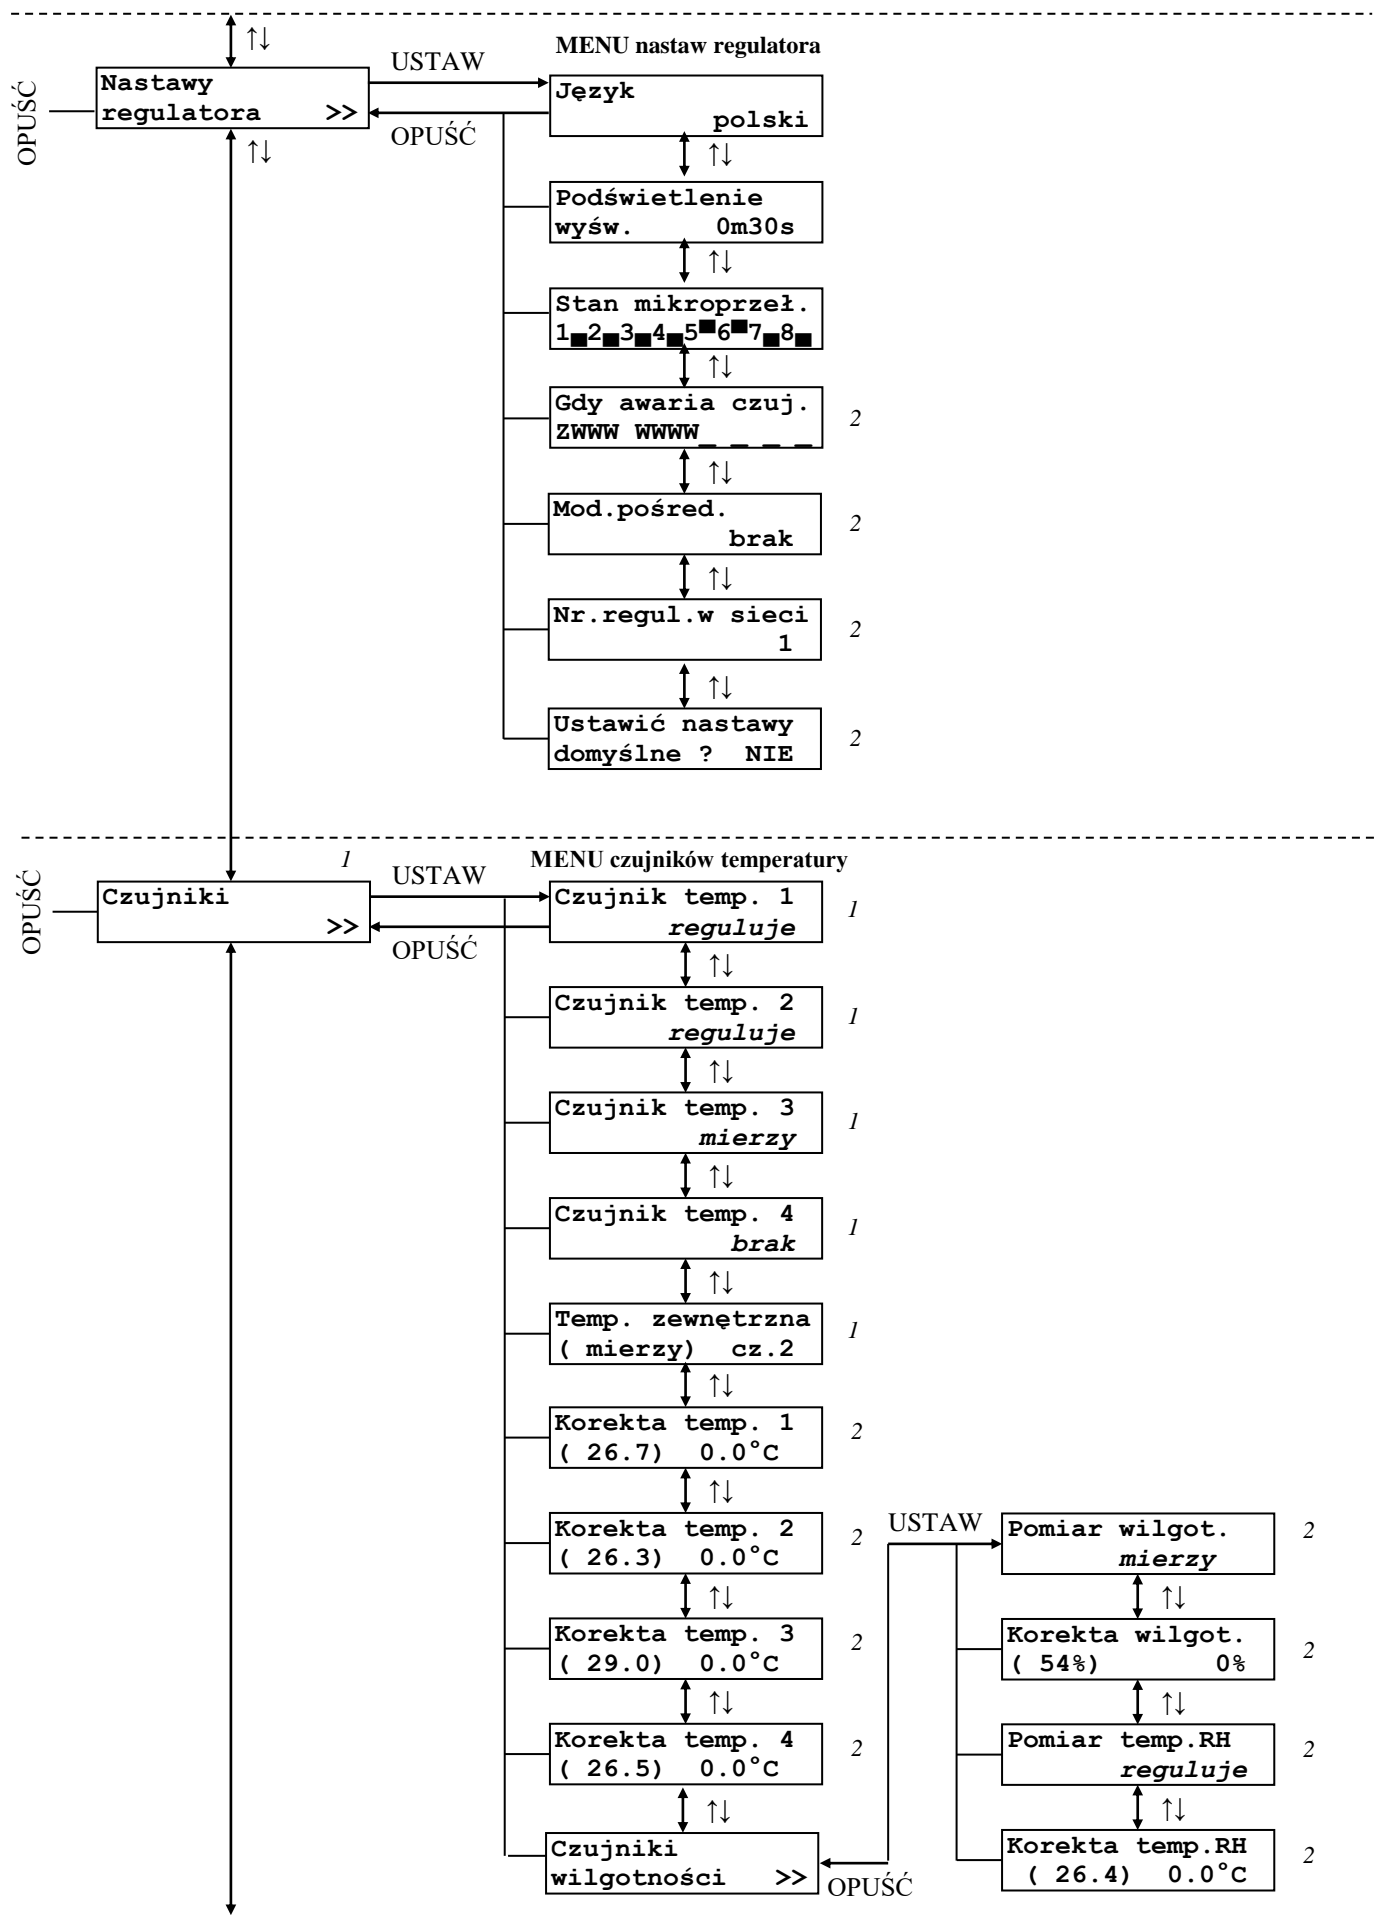 ↑↓
MENU nastaw regulatora
USTAW
OPUŚĆ
Nastawy
regulatora >>
OPUŚĆ
↑↓
Język
polski
↑↓
Podświetlenie
wyśw. 0m30s
↑↓
Stan mikroprzeł.
1▄2▄3▄4▄5▀6▀7▄8▄
↑↓
Gdy awaria czuj.
ZWWW WWWW_ _ _ _
2
↑↓
Mod.pośred.
brak
2
↑↓
Nr.regul.w sieci
1
2
↑↓
Ustawić nastawy
domyślne ? NIE
2
1
MENU czujników temperatury
USTAW
OPUŚĆ
Czujniki
>>
OPUŚĆ
Czujnik temp. 1
reguluje
1
↑↓
Czujnik temp. 2
reguluje
1
↑↓
Czujnik temp. 3
mierzy
1
↑↓
Czujnik temp. 4
brak
1
↑↓
Temp. zewnętrzna
( mierzy) cz.2
1
↑↓
Korekta temp. 1
( 26.7) 0.0°C
2
↑↓
Korekta temp. 2
( 26.3) 0.0°C
2
↑↓
Korekta temp. 3
( 29.0) 0.0°C
2
↑↓
Korekta temp. 4
( 26.5) 0.0°C
2
↑↓
Czujniki
wilgotności >>
OPUŚĆ
USTAW
Pomiar wilgot.
mierzy
2
↑↓
Korekta wilgot.
( 54%) 0%
2
↑↓
Pomiar temp.RH
reguluje
2
↑↓
Korekta temp.RH
( 26.4) 0.0°C
2